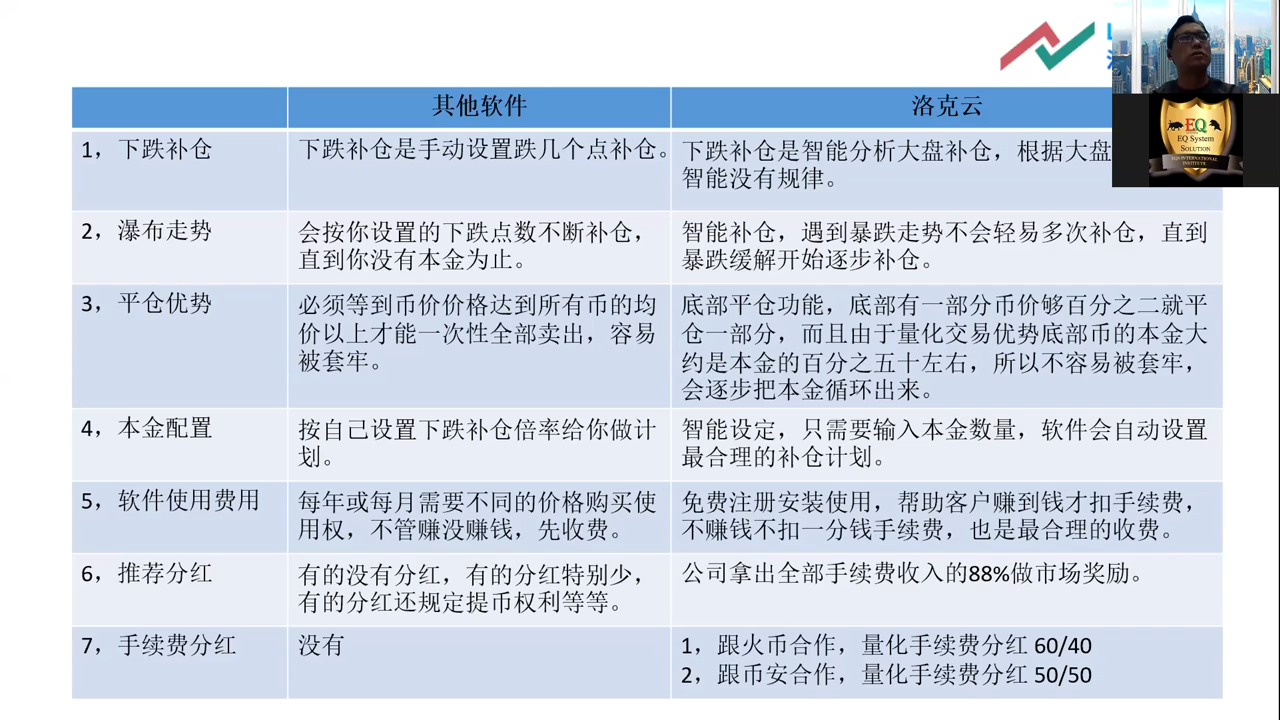 其他软件
洛克云
1，下跌补仓
下跌补仓是手动设置跌几个点补仓。
下跌补仓是智能分析大盘补仓，根据大盘
智能没有规律。
2，瀑布走势
会按你设置的下跌点数不断补仓，
直到你没有本金为止。
智能补仓，遇到暴跌走势不会轻易多次补仓，直到
暴跌缓解开始逐步补仓。
3，平仓优势
必须等到币价价格达到所有币的均
价以上才能一次性全部卖出，容易
被套牢。
底部平仓功能，底部有一部分币价够百分之二就平
仓一部分，而且由于量化交易优势底部币的本金大
约是本金的百分之五十左右，所以不容易被套牢，
会逐步把本金循环出来。
4，本金配置
按自己设置下跌补仓倍率给你做计
划。
智能设定，只需要输入本金数量，软件会自动设置
最合理的补仓计划。
5，软件使用费用
每年或每月需要不同的价格购买使
用权，不管赚没赚钱，先收费。
免费注册安装使用，帮助客户赚到钱才扣手续费，
不赚钱不扣一分钱手续费，也是最合理的收费。
6，推荐分红
有的没有分红，有的分红特别少，
有的分红还规定提币权利等等。
公司拿出全部手续费收入的88%做市场奖励。
7，手续费分红
没有
1，跟火币合作，量化手续费分红 60/40
2，跟币安合作，量化手续费分红 50/50
EQ
EQ System
SOLUTION
EQS INTERNATIONAL
INSTITUTE